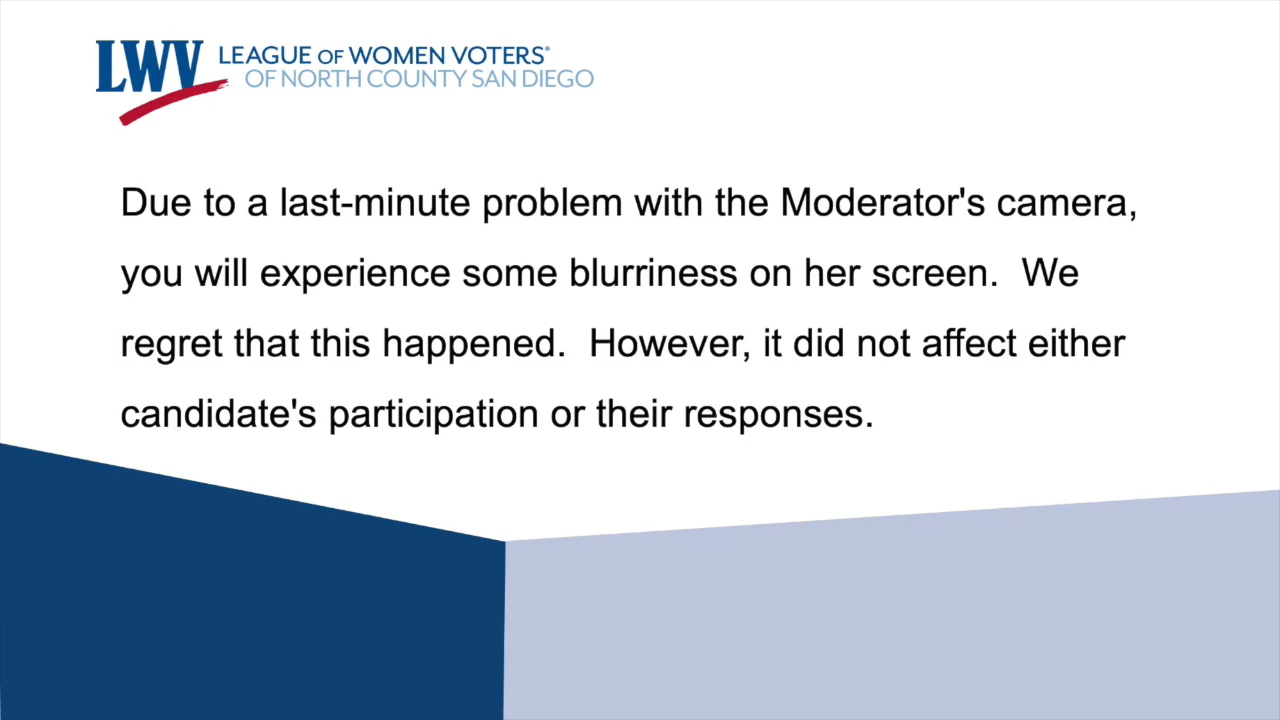 LWV LEAGUE OF WOMEN VOTERS®
OF NORTH COUNTY SAN DIEGO
Due to a last-minute problem with the Moderator's camera,
you will experience some blurriness on her screen.  We
regret that this happened.  However, it did not affect either
candidate's participation or their responses.